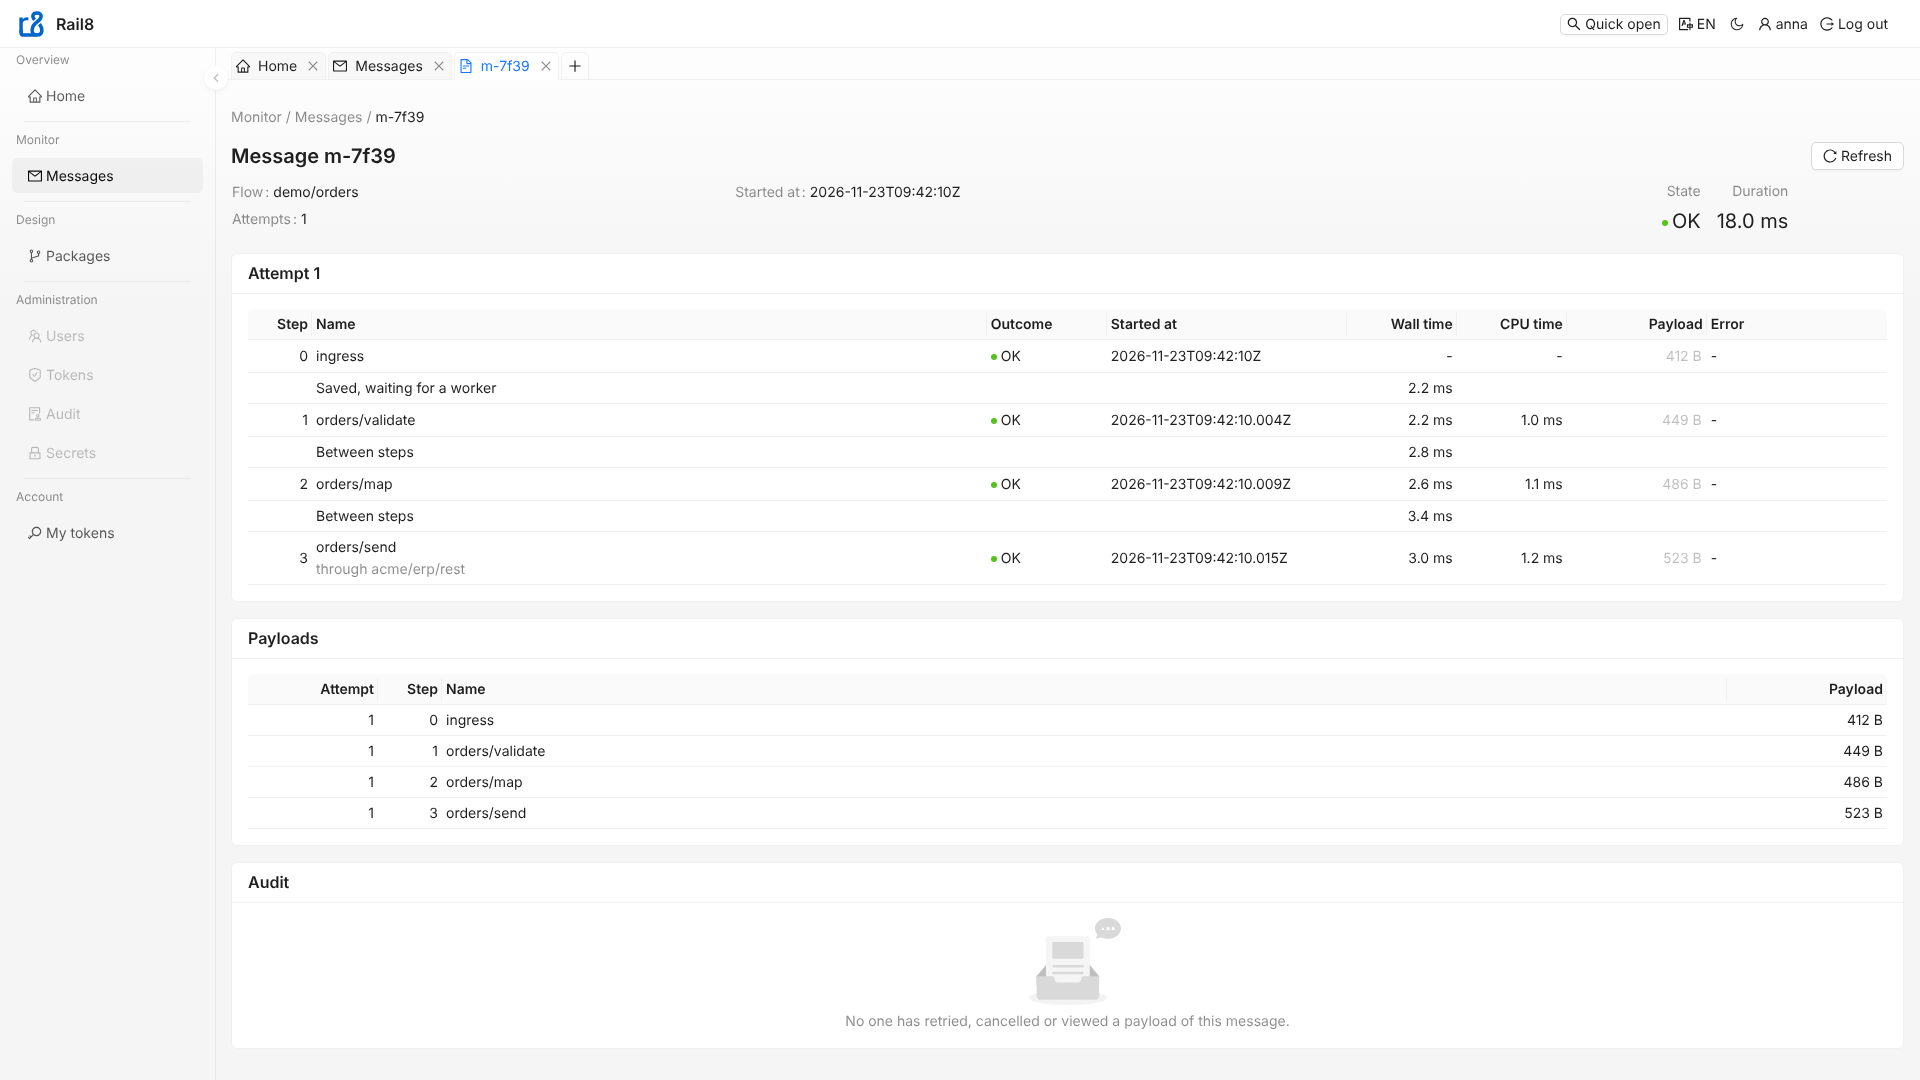 r8 Rail8
Quick open EN anna Log out
Overview
Home
Monitor
Messages
Design
Packages
Administration
Users
Tokens
Audit
Secrets
Account
My tokens
Home Messages m-7f39
Monitor / Messages / m-7f39
Message m-7f39
Refresh
Flow: demo/orders
Started at: 2026-11-23T09:42:10Z
Attempts: 1
State Duration
OK 18.0 ms
Attempt 1
Step Name Outcome Started at Wall time CPU time Payload Error
0 ingress OK 2026-11-23T09:42:10Z - - 412 B -
Saved, waiting for a worker 2.2 ms
1 orders/validate OK 2026-11-23T09:42:10.004Z 2.2 ms 1.0 ms 449 B -
Between steps 2.8 ms
2 orders/map OK 2026-11-23T09:42:10.009Z 2.6 ms 1.1 ms 486 B -
Between steps 3.4 ms
3 orders/send OK 2026-11-23T09:42:10.015Z 3.0 ms 1.2 ms 523 B -
through acme/erp/rest
Payloads
Attempt Step Name Payload
1 0 ingress 412 B
1 1 orders/validate 449 B
1 2 orders/map 486 B
1 3 orders/send 523 B
Audit
No one has retried, cancelled or viewed a payload of this message.